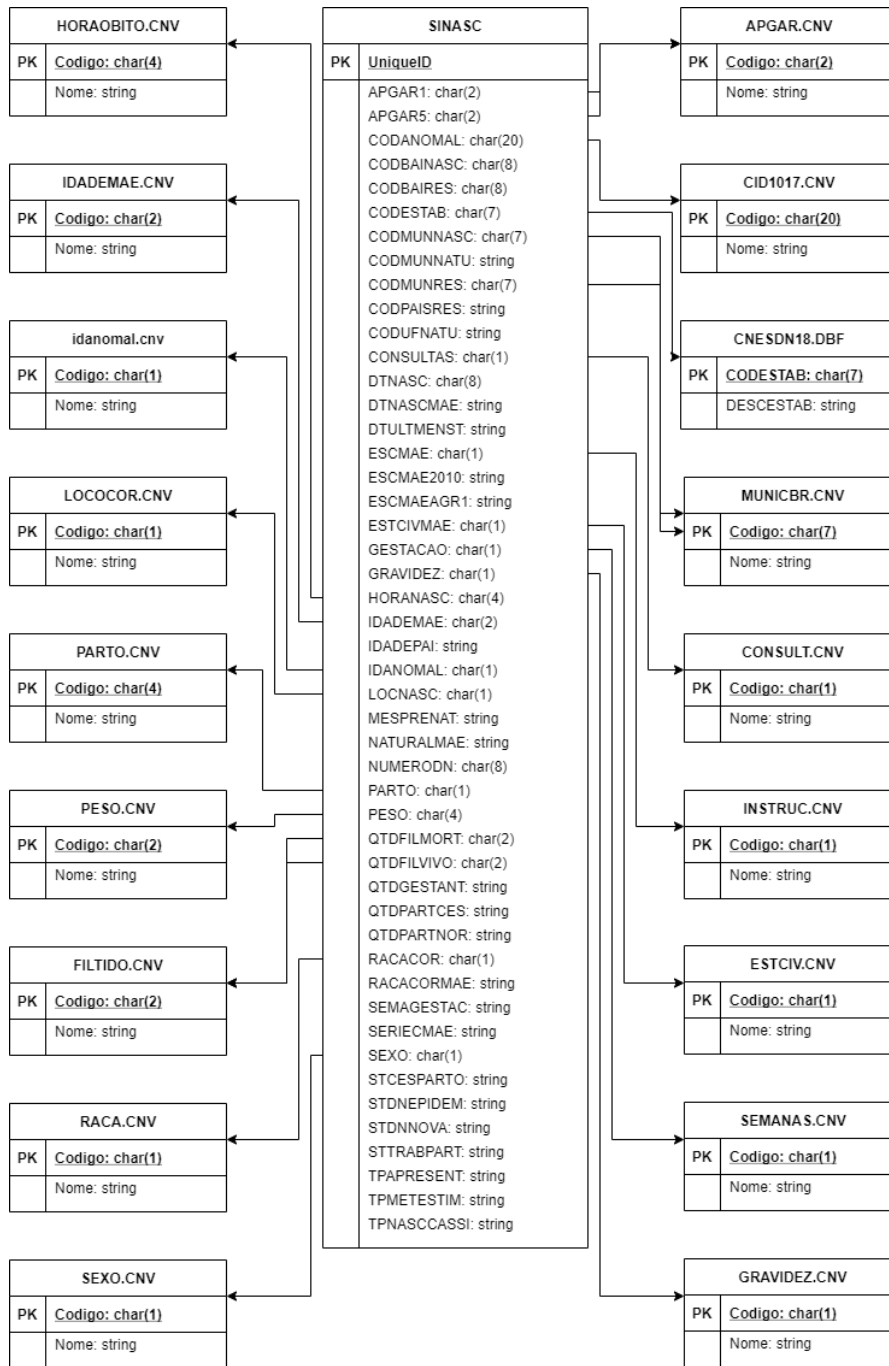 HORAOBITO.CNV
PK Codigo: char(4)
Nome: string
IDADEMAE.CNV
PK Codigo: char(2)
Nome: string
idanomal.cnv
PK Codigo: char(1)
Nome: string
LOCOCOR.CNV
PK Codigo: char(1)
Nome: string
PARTO.CNV
PK Codigo: char(4)
Nome: string
PESO.CNV
PK Codigo: char(2)
Nome: string
FILTIDO.CNV
PK Codigo: char(2)
Nome: string
RACA.CNV
PK Codigo: char(1)
Nome: string
SEXO.CNV
PK Codigo: char(1)
Nome: string
SINASC
PK UniqueID
APGAR1: char(2)
APGAR5: char(2)
CODANOMAL: char(20)
CODBAINASC: char(8)
CODBAIRES: char(8)
CODESTAB: char(7)
CODMUNNASC: char(7)
CODMUNNATU: string
CODMUNRES: char(7)
CODPAISRES: string
CODUFNATU: string
CONSULTAS: char(1)
DTNASC: char(8)
DTNASCMAE: string
DTULTMENST: string
ESCMAE: char(1)
ESCMAE2010: string
ESCMAEAGR1: string
ESTCIVMAE: char(1)
GESTACAO: char(1)
GRAVIDEZ: char(1)
HORANASC: char(4)
IDADEMAE: char(2)
IDADEPAI: string
IDANOMAL: char(1)
LOCNASC: char(1)
MESPRENAT: string
NATURALMAE: string
NUMERODN: char(8)
PARTO: char(1)
PESO: char(4)
QTDFILMORT: char(2)
QTDFILVIVO: char(2)
QTDGESTANT: string
QTDPARTCES: string
QTDPARTNOR: string
RACACOR: char(1)
RACACORMAE: string
SEMAGESTAC: string
SERIECMAE: string
SEXO: char(1)
STCESPARTO: string
STDNEPIDEM: string
STDNNOVA: string
STTRABPART: string
TPAPRESENT: string
TPMETESTIM: string
TPNASCCASSI: string
APGAR.CNV
PK Codigo: char(2)
Nome: string
CID1017.CNV
PK Codigo: char(20)
Nome: string
CNESDN18.DBF
PK CODESTAB: char(7)
DESCESTAB: string
MUNICBR.CNV
PK Codigo: char(7)
Nome: string
CONSULT.CNV
PK Codigo: char(1)
Nome: string
INSTRUC.CNV
PK Codigo: char(1)
Nome: string
ESTCIV.CNV
PK Codigo: char(1)
Nome: string
SEMANAS.CNV
PK Codigo: char(1)
Nome: string
GRAVIDEZ.CNV
PK Codigo: char(1)
Nome: string